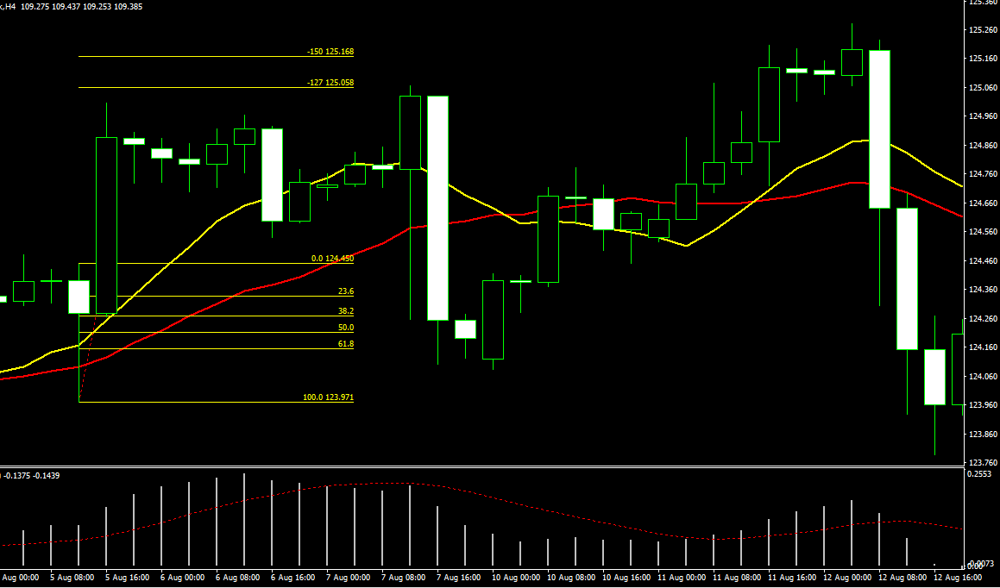 ,H4 109.275 109.437 109.253 109.385
125.360
125.260
125.160
125.060
124.960
124.860
124.760
124.660
124.560
124.460
124.360
124.260
124.160
124.060
123.960
123.860
123.760
-150 125.168
-127 125.058
0.0 124.450
23.6
38.2
50.0
61.8
100.0 123.971
) -0.1375 -0.1439
0.2553
0.00
-0.0073
Aug 00:00
5 Aug 08:00
5 Aug 16:00
6 Aug 00:00
6 Aug 08:00
6 Aug 16:00
7 Aug 00:00
7 Aug 08:00
7 Aug 16:00
10 Aug 00:00
10 Aug 08:00
10 Aug 16:00
11 Aug 00:00
11 Aug 08:00
11 Aug 16:00
12 Aug 00:00
12 Aug 08:00
12 Aug 16:00